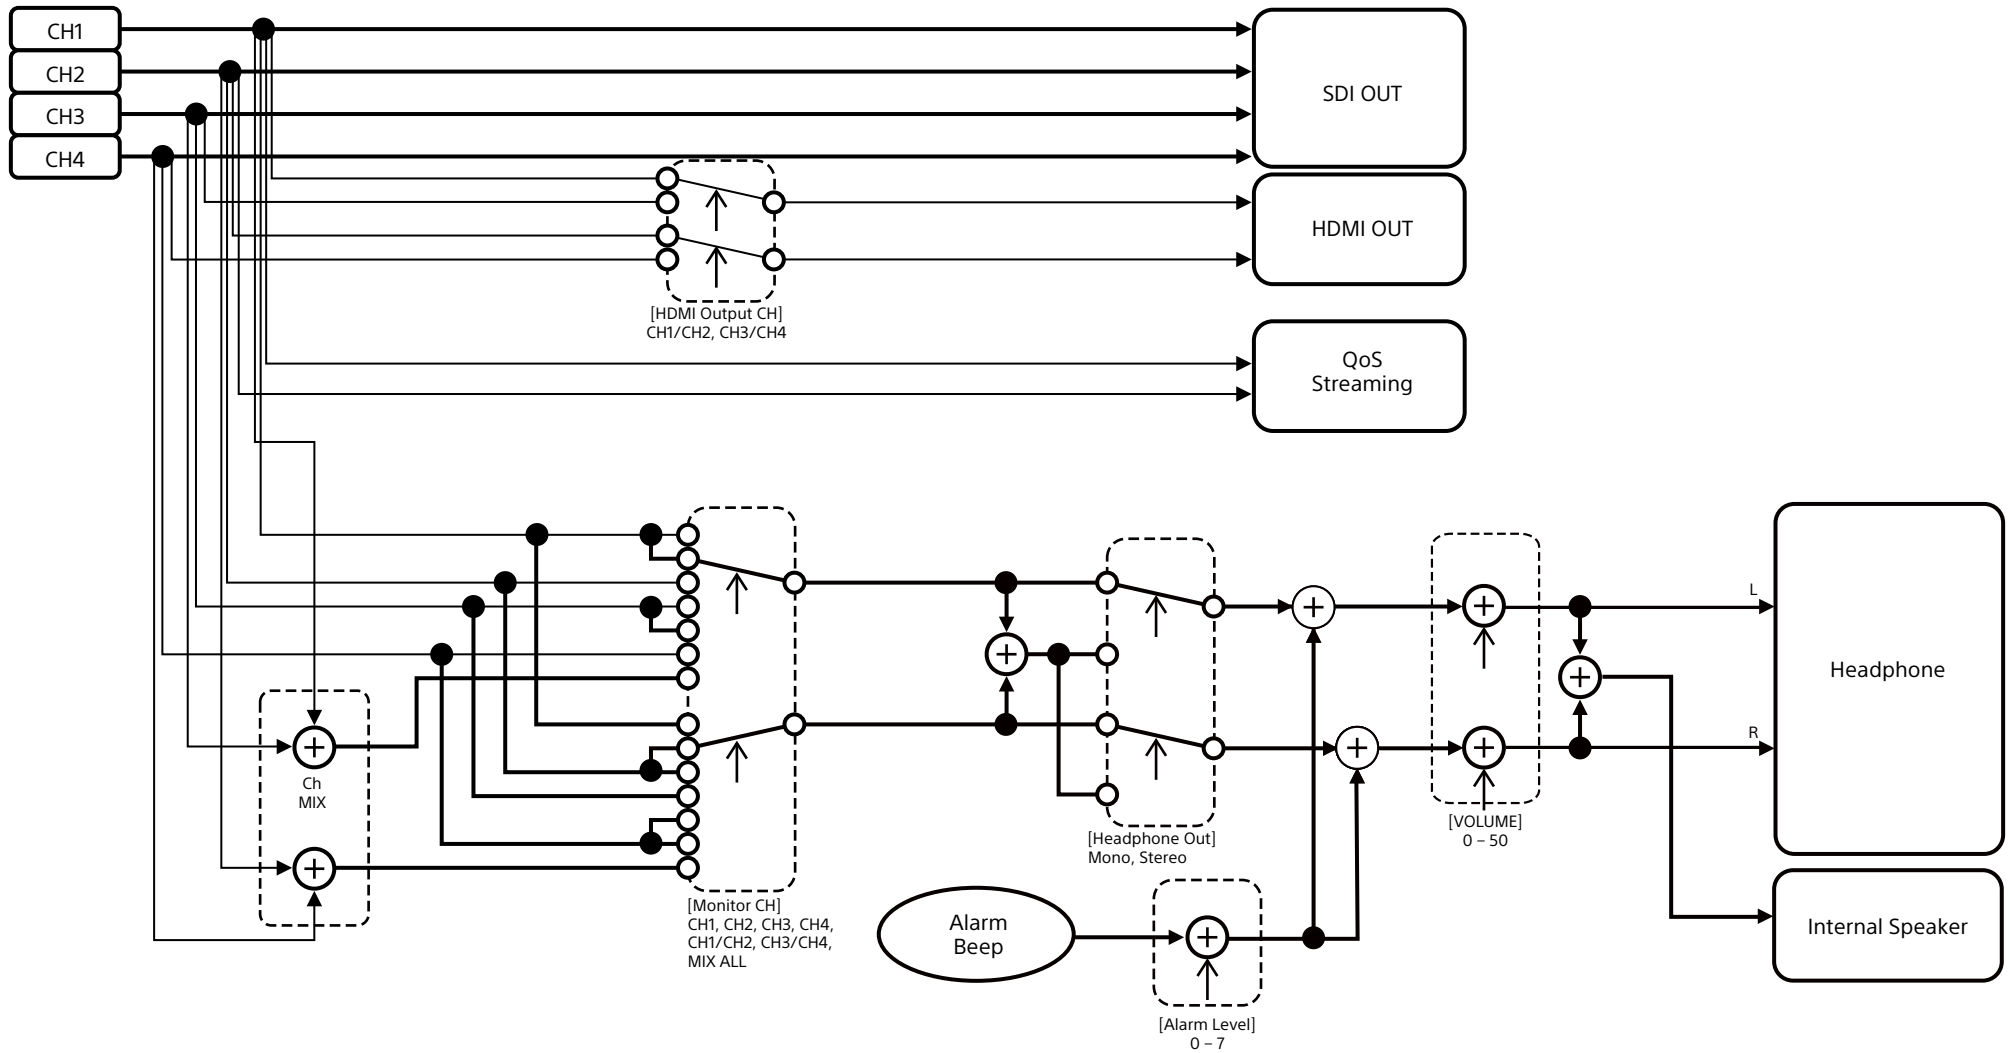 CH1
CH2
CH3
CH4
SDI OUT
HDMI OUT
[HDMI Output CH]
CH1/CH2, CH3/CH4
QoS
Streaming
L
Headphone
R
Ch
MIX
[VOLUME]
0 – 50
[Headphone Out]
Mono, Stereo
[Monitor CH]
CH1, CH2, CH3, CH4,
CH1/CH2, CH3/CH4,
MIX ALL
Alarm
Beep
Internal Speaker
[Alarm Level]
0 – 7